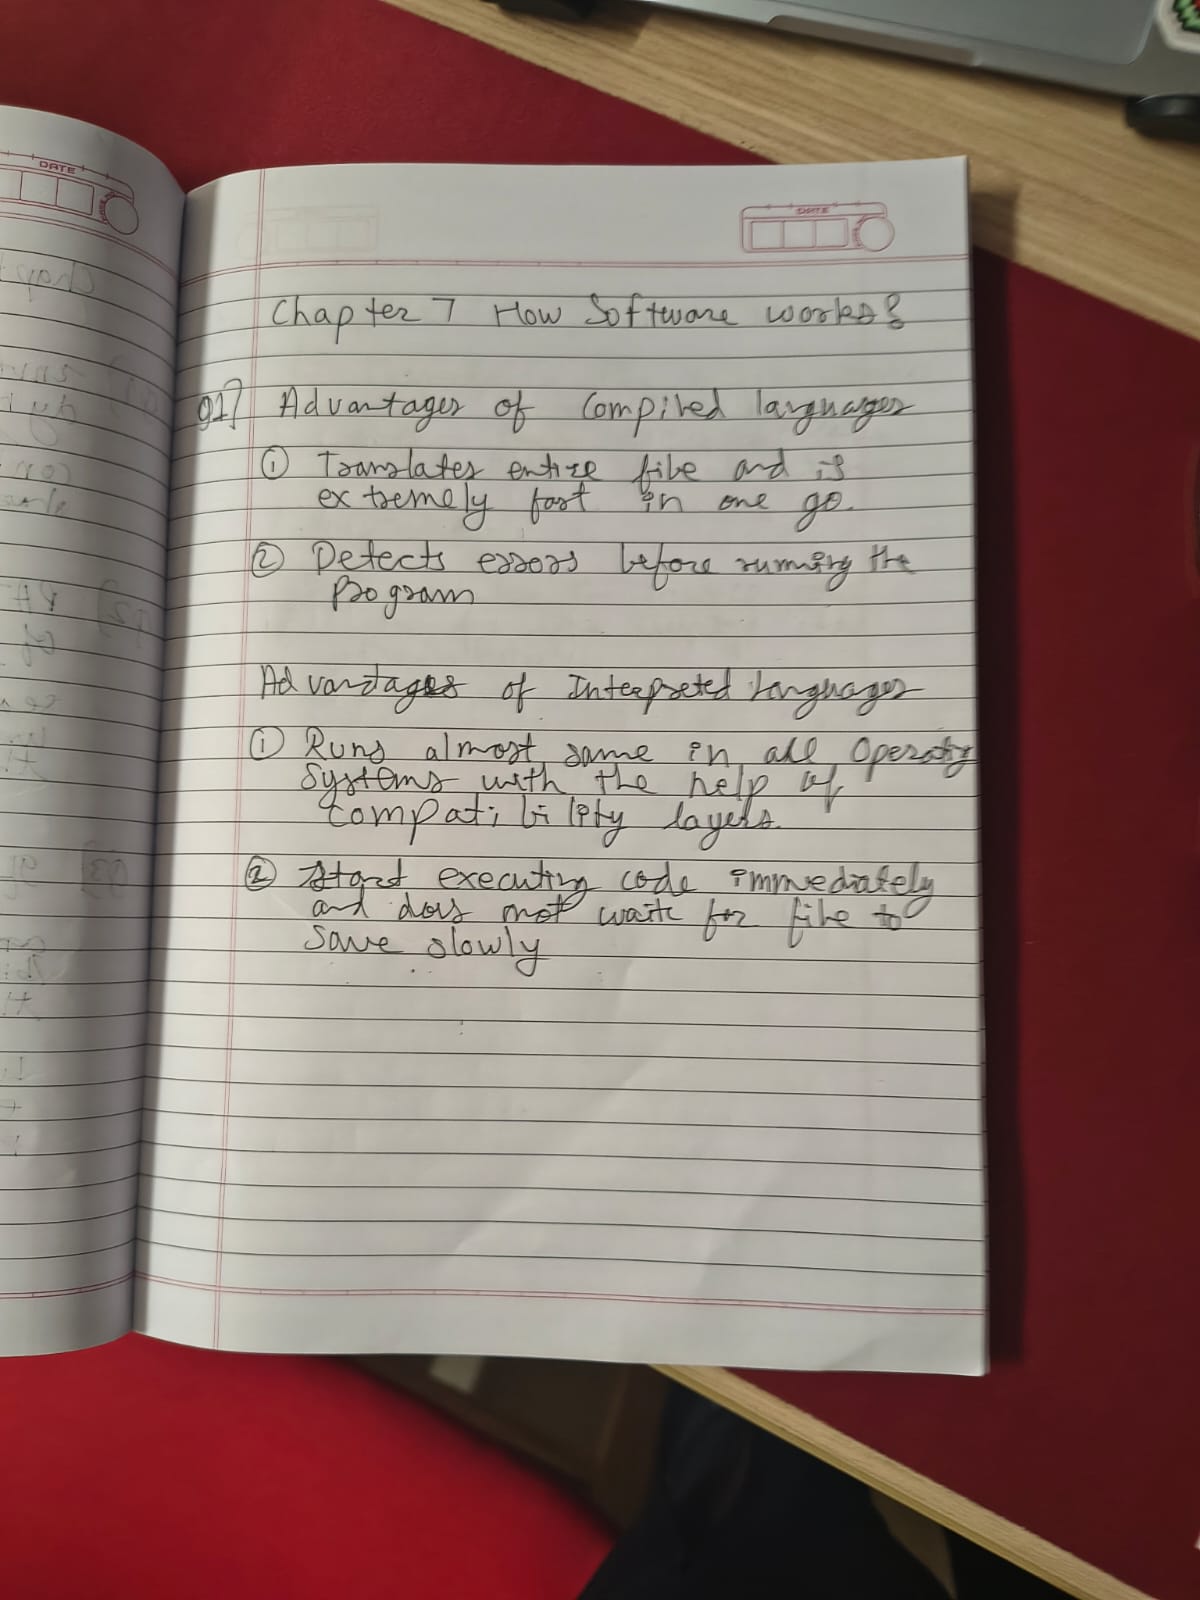 DATE
DATE
Chapter 7 How Software works?
Q1] Advantages of Compiled languages
① Translates entire file and is
extremely fast in one go.
② Detects errors before running the
Program
Advantages of Interpreted Languages
① Runs almost same in all Operating
Systems with the help of
compatibility layers.
② Start executing code immediately
and does not wait for file to
save slowly